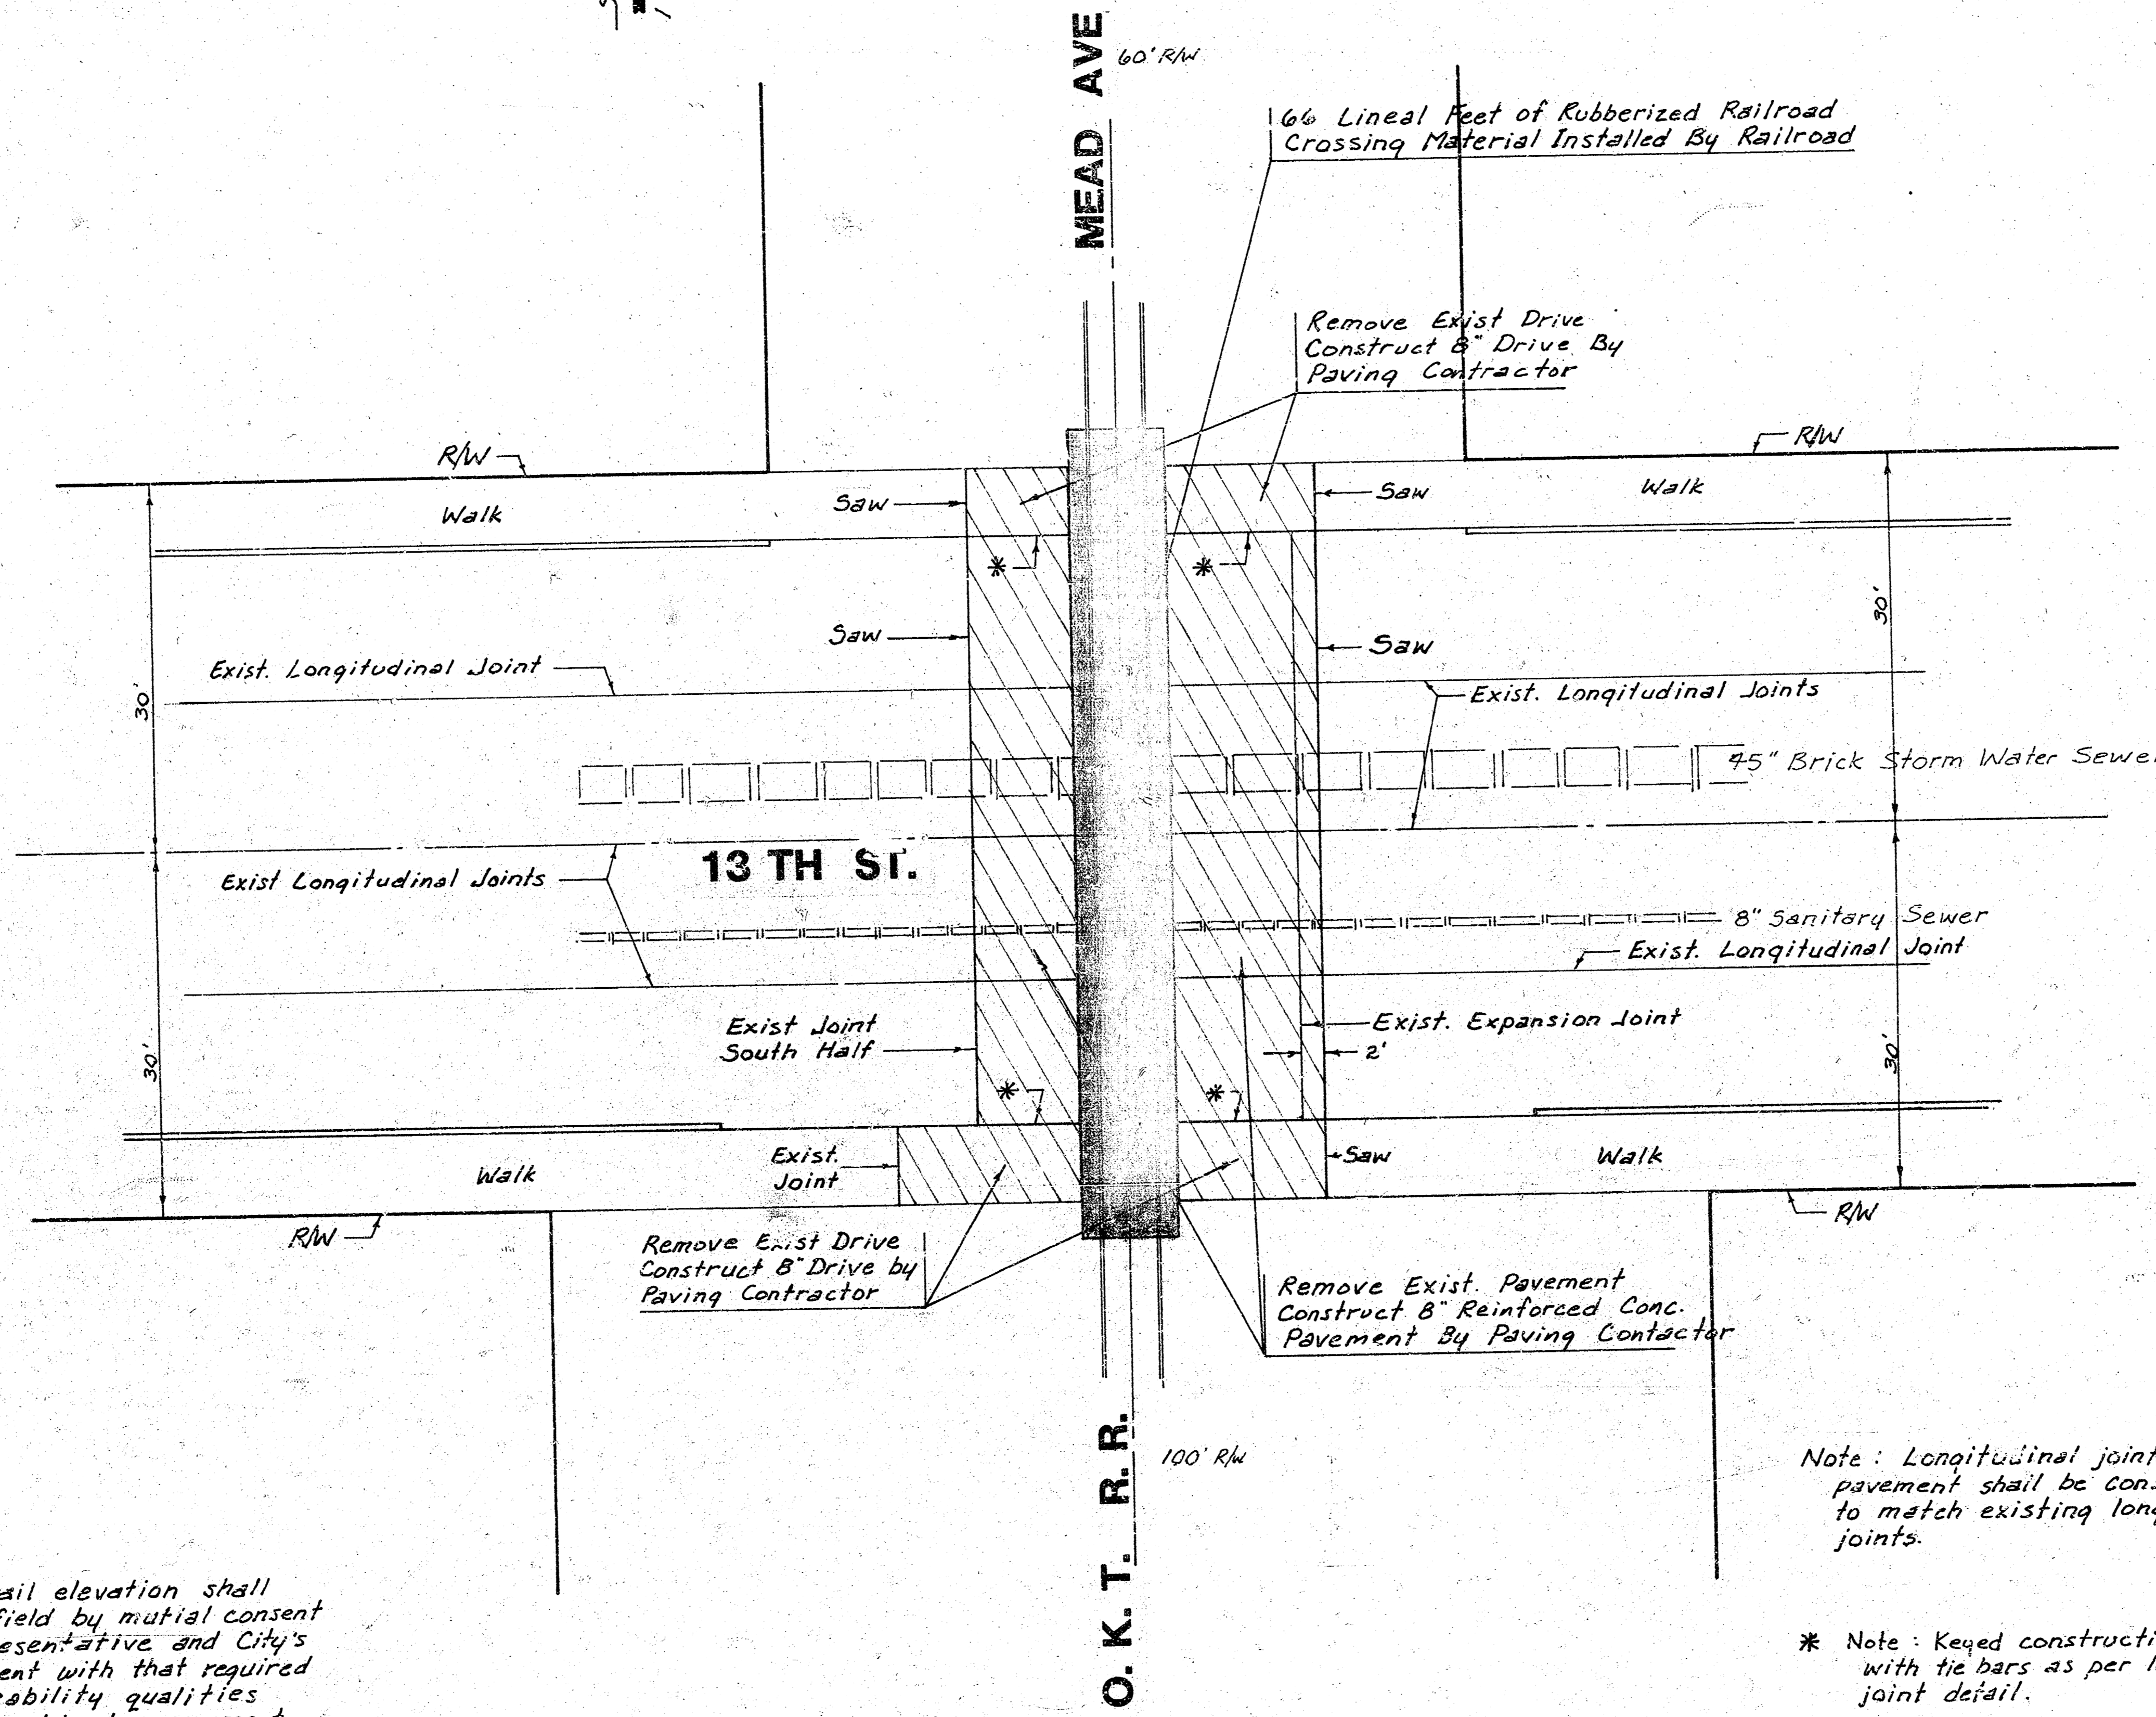 MEAD AVE
60' R/W
66 Lineal Feet of Rubberized Railroad
Crossing Material Installed By Railroad
Remove Exist Drive
Construct 8" Drive By
Paving Contractor
R/W
R/W
Walk
Saw
Saw
Walk
*
*
30'
30'
Saw
Saw
Exist. Longitudinal Joint
Exist. Longitudinal Joints
45" Brick Storm Water Sewe
13 TH ST.
Exist Longitudinal Joints
8" Sanitary Sewer
Exist. Longitudinal Joint
Exist Joint
South Half
Exist. Expansion Joint
2'
30'
30'
*
*
Exist.
Joint
Saw
Walk
Walk
R/W
R/W
Remove Exist Drive
Construct 8" Drive by
Paving Contractor
Remove Exist. Pavement
Construct 8" Reinforced Conc.
Pavement By Paving Contactor
O. K. T. R. R.
100' R/W
Note : Longitudinal joint
pavement shall be con
to match existing lon
joints.
ail elevation shall
field by mutial consent
esentative and City's
ent with that required
ability qualities
* Note : Keyed constructi
with tie bars as per
joint detail.